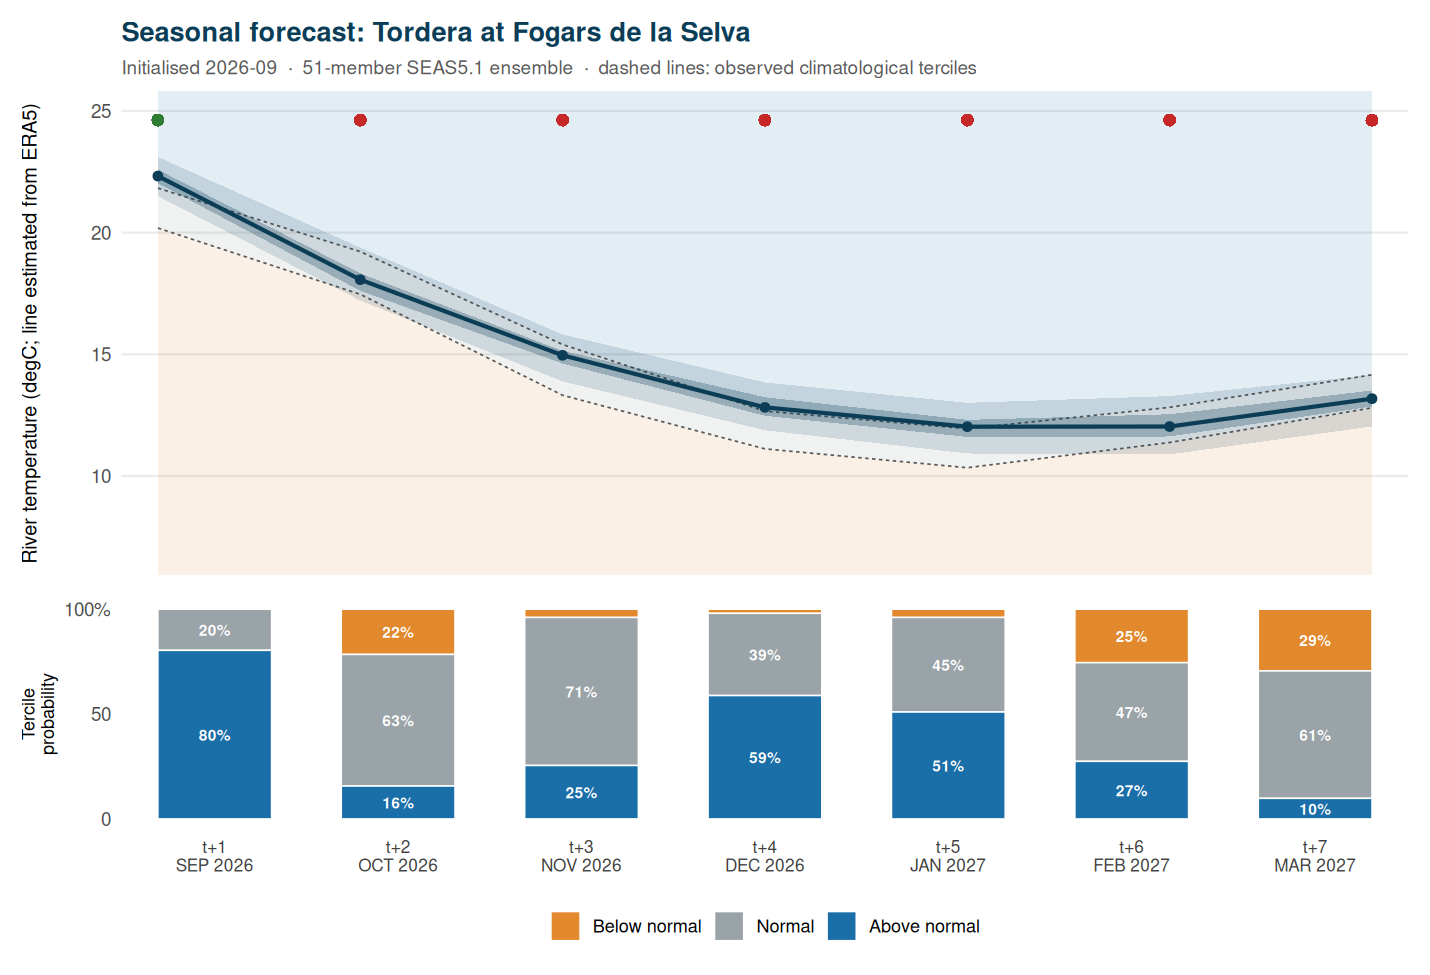 Seasonal forecast: Tordera at Fogars de la Selva
Initialised 2026-09 · 51-member SEAS5.1 ensemble · dashed lines: observed climatological terciles
River temperature (degC; line estimated from ERA5)
25
20
15
10
Tercile
probability
100%
50
0
20%
80%
22%
63%
16%
71%
25%
39%
59%
45%
51%
25%
47%
27%
29%
61%
10%
t+1
SEP 2026
t+2
OCT 2026
t+3
NOV 2026
t+4
DEC 2026
t+5
JAN 2027
t+6
FEB 2027
t+7
MAR 2027
Below normal
Normal
Above normal